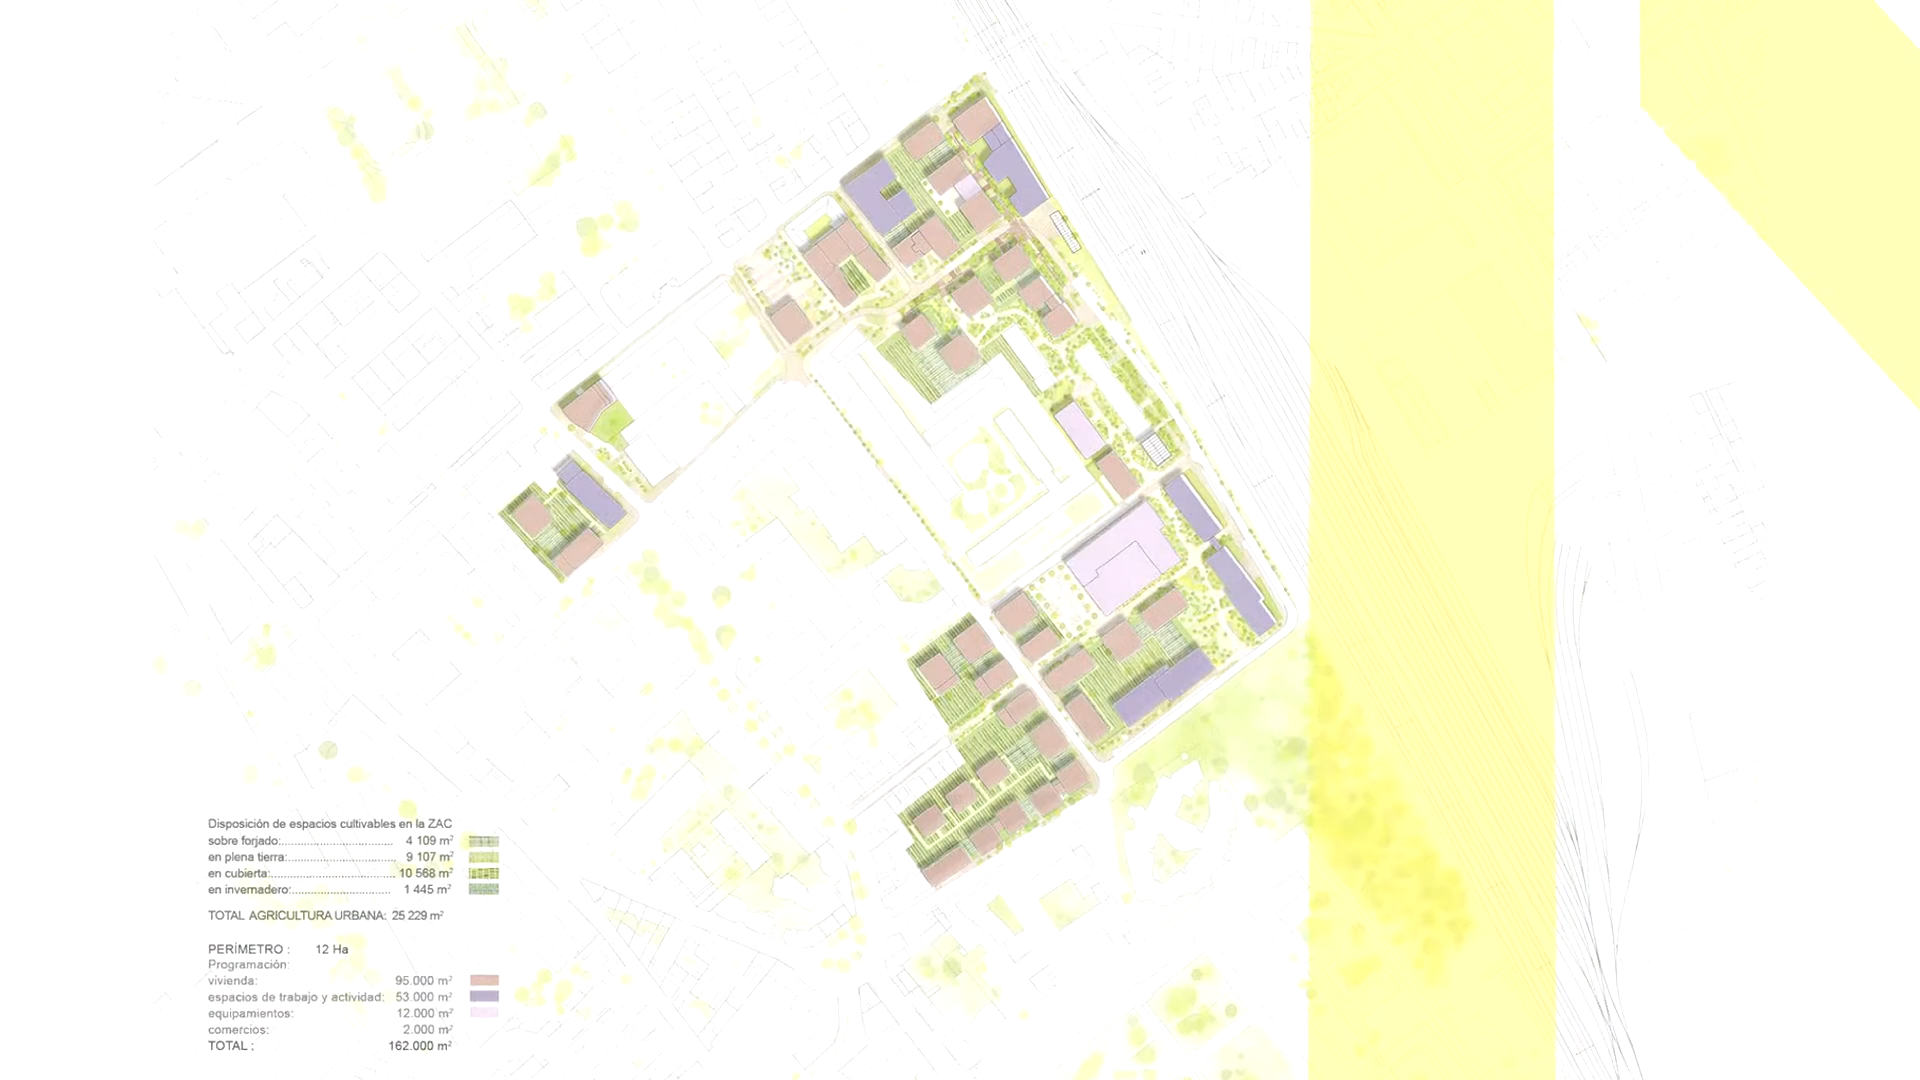 Disposición de espacios cultivables en la ZAC
sobre forjado:................................... 4 109 m²
en plena tierra:................................... 9 107 m²
en cubierta:......................................... 10 568 m²
en invernadero:................................ 1 445 m²
TOTAL AGRICULTURA URBANA: 25 229 m²
PERÍMETRO : 12 Ha
Programación:
vivienda: 95.000 m²
espacios de trabajo y actividad: 53.000 m²
equipamientos: 12.000 m²
comercios: 2.000 m²
TOTAL : 162.000 m²